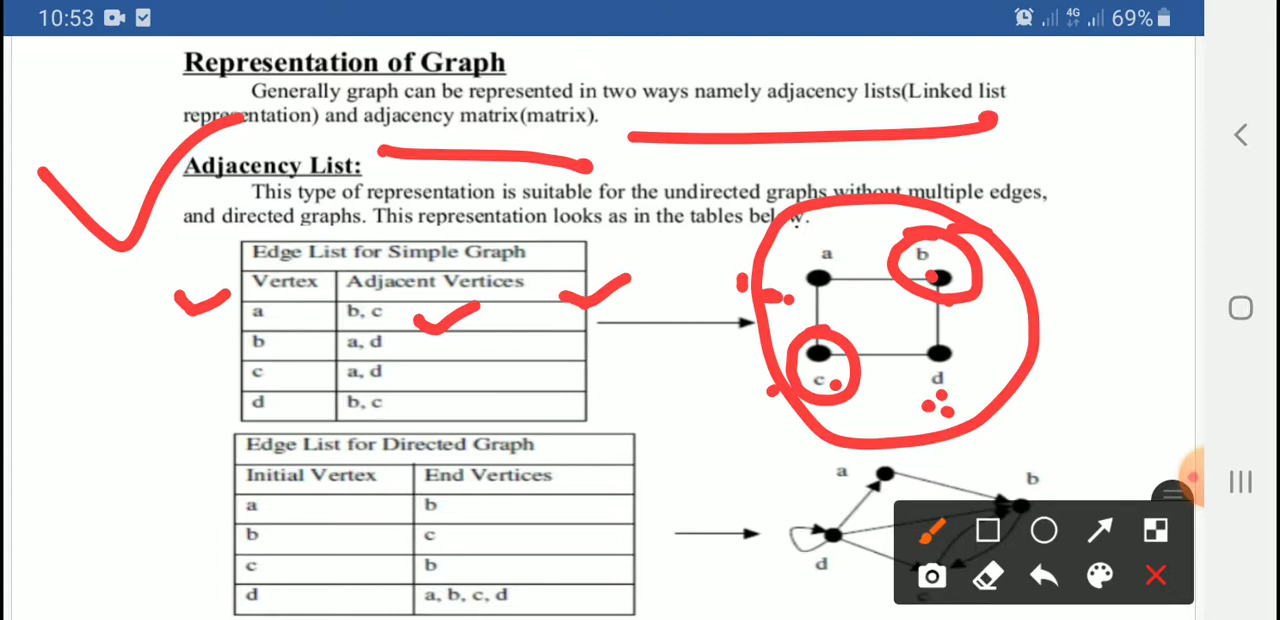 10:53
4G
69%
Representation of Graph
Generally graph can be represented in two ways namely adjacency lists(Linked list
representation) and adjacency matrix(matrix).
Adjacency List:
This type of representation is suitable for the undirected graphs without multiple edges,
and directed graphs. This representation looks as in the tables below.
Edge List for Simple Graph
Vertex Adjacent Vertices
a b, c
b a, d
c a, d
d b, c
a b
c d
Edge List for Directed Graph
Initial Vertex End Vertices
a b
b c
c b
d a, b, c, d
a b
d